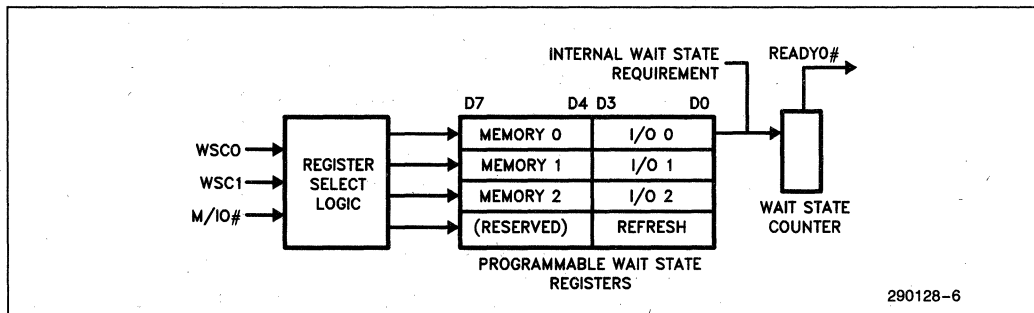 INTERNAL WAIT STATE
REQUIREMENT
READYO#
D7 D4 D3 D0
WSC0
WSC1
M/IO#
REGISTER
SELECT
LOGIC
MEMORY 0 I/O 0
MEMORY 1 I/O 1
MEMORY 2 I/O 2
(RESERVED) REFRESH
WAIT STATE
COUNTER
PROGRAMMABLE WAIT STATE
REGISTERS
290128-6